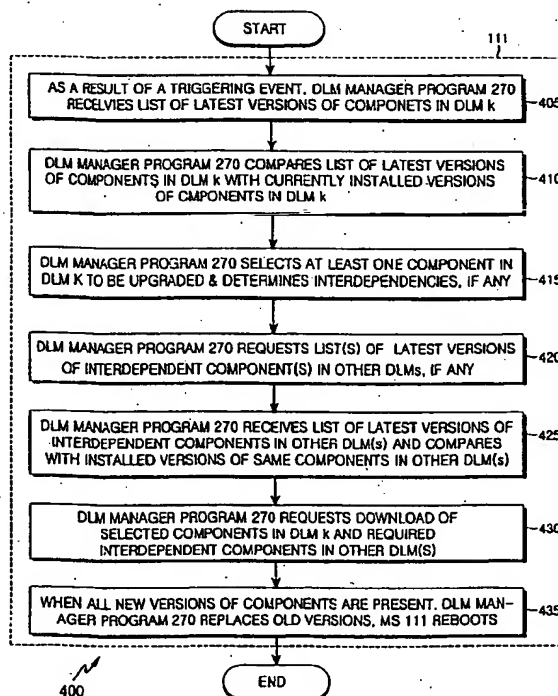 START
111
AS A RESULT OF A TRIGGERING EVENT, DLM MANAGER PROGRAM 270
RECELVIES LIST OF LATEST VERSIONS OF COMPONETS IN DLM k
405
DLM MANAGER PROGRAM 270 COMPARES LIST OF LATEST VERSIONS
OF COMPONENTS IN DLM k WITH CURRENTLY INSTALLED VERSIONS
OF CMPONENTS IN DLM k
410
DLM MANAGER PROGRAM 270 SELECTS AT LEAST ONE COMPONENT IN
DLM K TO BE UPGRADED & DETERMINES INTERDEPENDENCIES, IF ANY
415
DLM MANAGER PROGRAM 270 REQUESTS LIST(S) OF LATEST VERSIONS
OF INTERDEPENDENT COMPONENT(S) IN OTHER DLMs, IF ANY
420
DLM MANAGER PROGRAM 270 RECEIVES LIST OF LATEST VERSIONS OF
INTERDEPENDENT COMPONENTS IN OTHER DLM(s) AND COMPARES
WITH INSTALLED VERSIONS OF SAME COMPONENTS IN OTHER DLM(s)
425
DLM MANAGER PROGRAM 270 REQUESTS DOWNLOAD OF
SELECTED COMPONENTS IN DLM k AND REQUIRED
INTERDEPENDENT COMPONENTS IN OTHER DLM(S)
430
WHEN ALL NEW VERSIONS OF COMPONENTS ARE PRESENT. DLM MAN-
AGER PROGRAM 270 REPLACES OLD VERSIONS, MS 111 REBOOTS
435
400
END